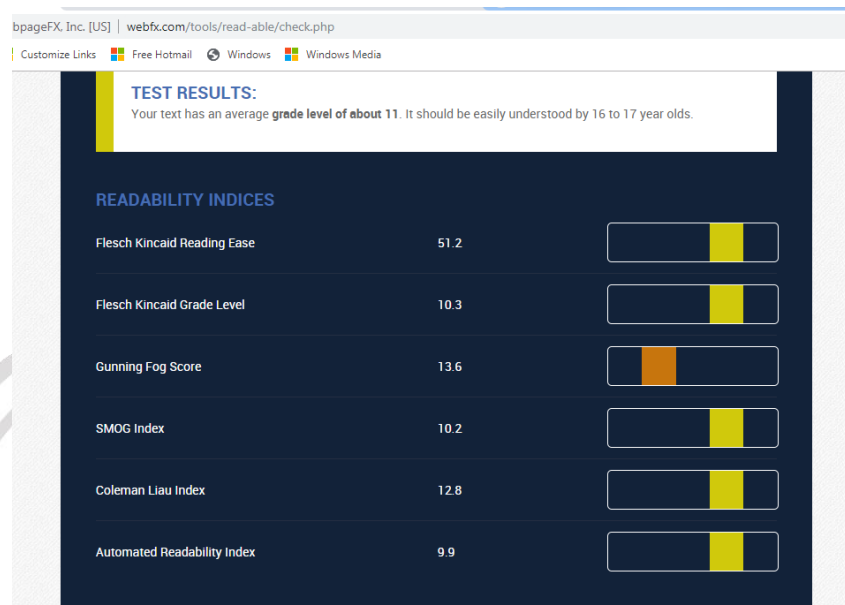 bpageFX, Inc. [US] | webfx.com/tools/read-able/check.php
Customize Links Free Hotmail Windows Windows Media
TEST RESULTS:
Your text has an average grade level of about 11. It should be easily understood by 16 to 17 year olds.
READABILITY INDICES
Flesch Kincaid Reading Ease 51.2
Flesch Kincaid Grade Level 10.3
Gunning Fog Score 13.6
SMOG Index 10.2
Coleman Liau Index 12.8
Automated Readability Index 9.9